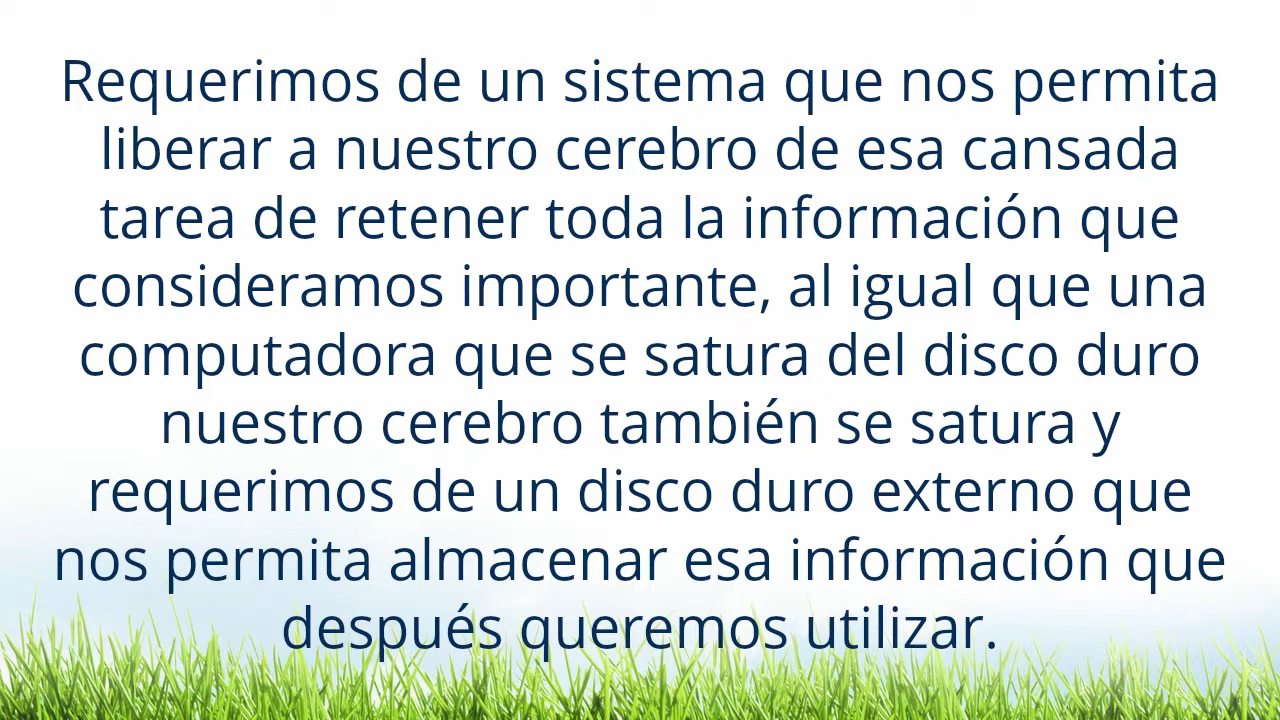 Requerimos de un sistema que nos permita
liberar a nuestro cerebro de esa cansada
tarea de retener toda la información que
consideramos importante, al igual que una
computadora que se satura del disco duro
nuestro cerebro también se satura y
requerimos de un disco duro externo que
nos permita almacenar esa información que
después queremos utilizar.